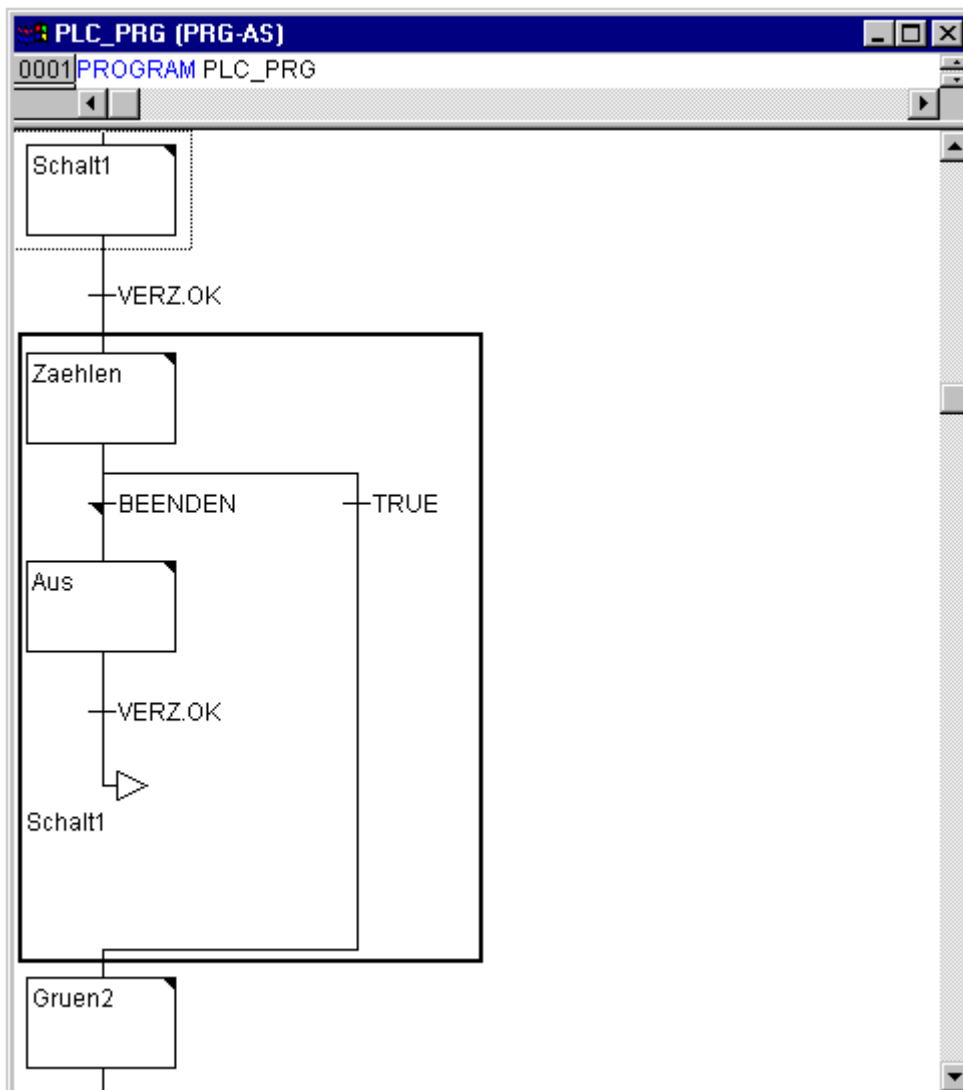 PLC_PRG (PRG-AS)
0001 PROGRAM PLC_PRG
Schalt1
VERZ.OK
Zaehlen
BEENDEN TRUE
Aus
VERZ.OK
Schalt1
Gruen2